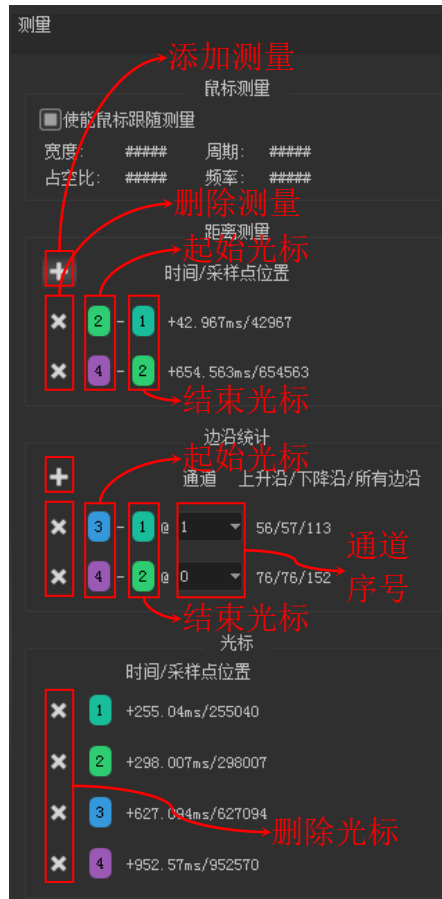 测量
添加测量
鼠标测量
使能鼠标跟随测量
宽度: ##### 周期: #####
占空比: ##### 频率: #####
删除测量
距离测量
起始光标
+ 时间/采样点位置
× 2 - 1 +42.967ms/42967
× 4 - 2 +654.563ms/654563
结束光标
边沿统计
起始光标
+ 通道 上升沿/下降沿/所有边沿
× 3 - 1 @ 1 56/57/113
× 4 - 2 @ 0 76/76/152
通道
序号
结束光标
光标
时间/采样点位置
× 1 +255.04ms/255040
× 2 +298.007ms/298007
× 3 +627.094ms/627094
删除光标
× 4 +952.57ms/952570